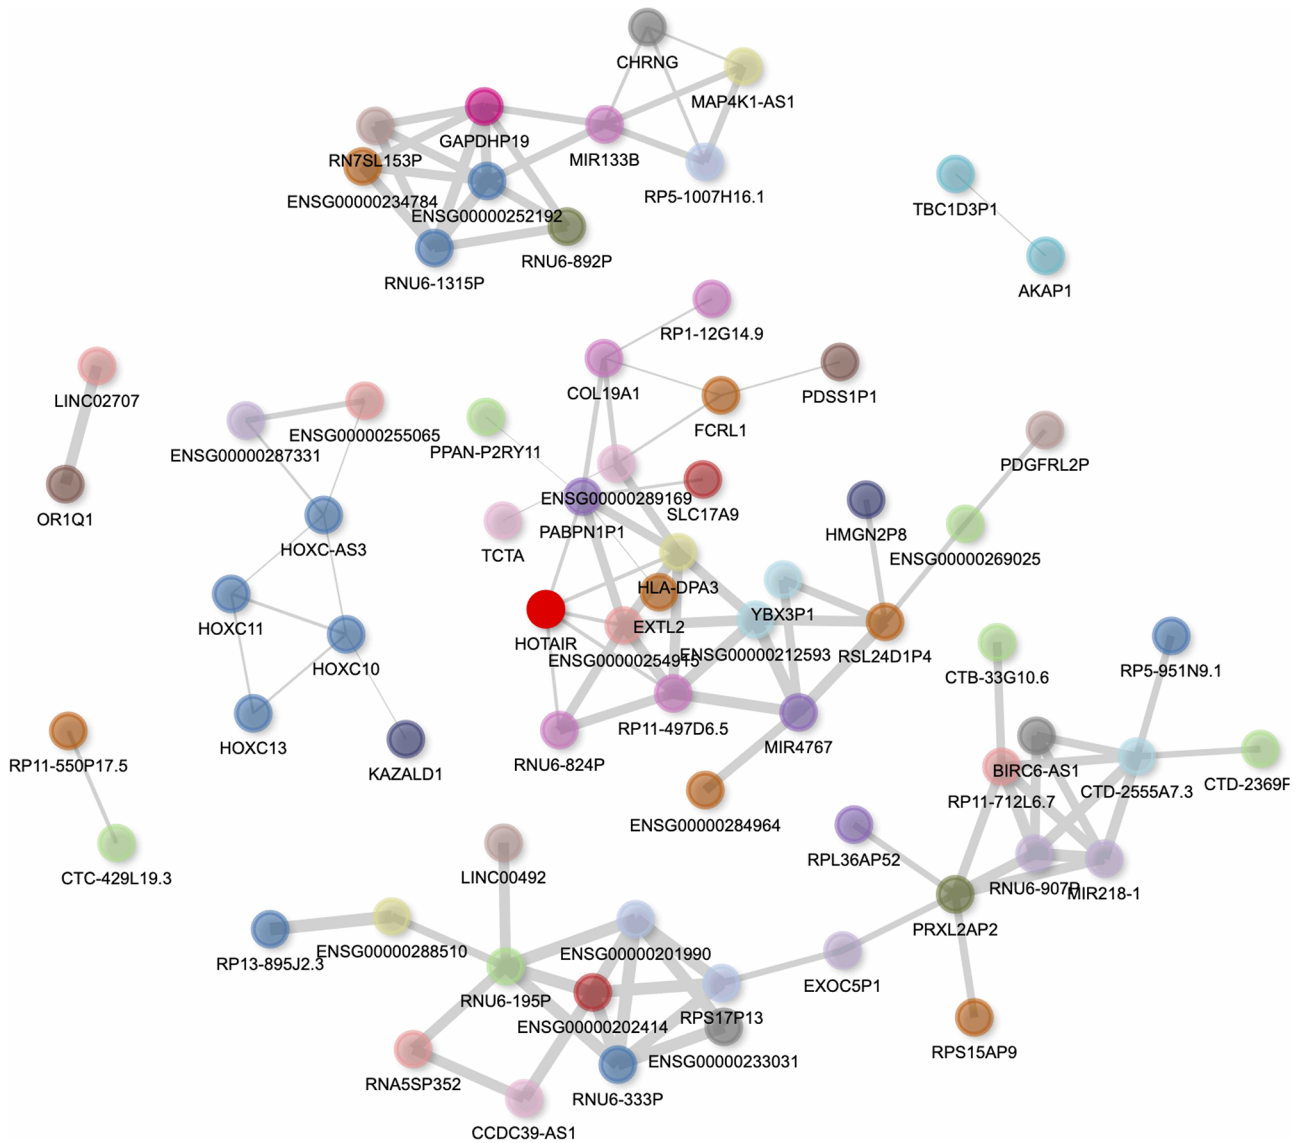 CHRNG
MAP4K1-AS1
GAPDHP19
MIR133B
RN7SL153P
RP5-1007H16.1
ENSG00000234784
ENSG00000252192
TBC1D3P1
RNU6-892P
RNU6-1315P
AKAP1
RP1-12G14.9
COL19A1
PDSS1P1
LINC02707
FCRL1
ENSG00000255065
ENSG00000287331
PPAN-P2RY11
PDGFRL2P
ENSG00000289169
SLC17A9
OR1Q1
PABPN1P1
HMGN2P8
HOXC-AS3
TCTA
ENSG00000269025
HLA-DPA3
YBX3P1
HOXC11
EXTL2
HOTAIR
ENSG00000254915
ENSG00000212593
RSL24D1P4
HOXC10
RP5-951N9.1
CTB-33G10.6
RP11-497D6.5
HOXC13
MIR4767
RP11-550P17.5
RNU6-824P
KAZALD1
BIRC6-AS1
CTD-2369P
CTD-2555A7.3
RP11-712L6.7
ENSG00000284964
RPL36AP52
CTC-429L19.3
LINC00492
RNU6-907P
MIR218-1
PRXL2AP2
ENSG00000288510
ENSG00000201990
RP13-895J2.3
EXOC5P1
RNU6-195P
RPS17P13
ENSG00000202414
RPS15AP9
ENSG00000233031
RNA5SP352
RNU6-333P
CCDC39-AS1